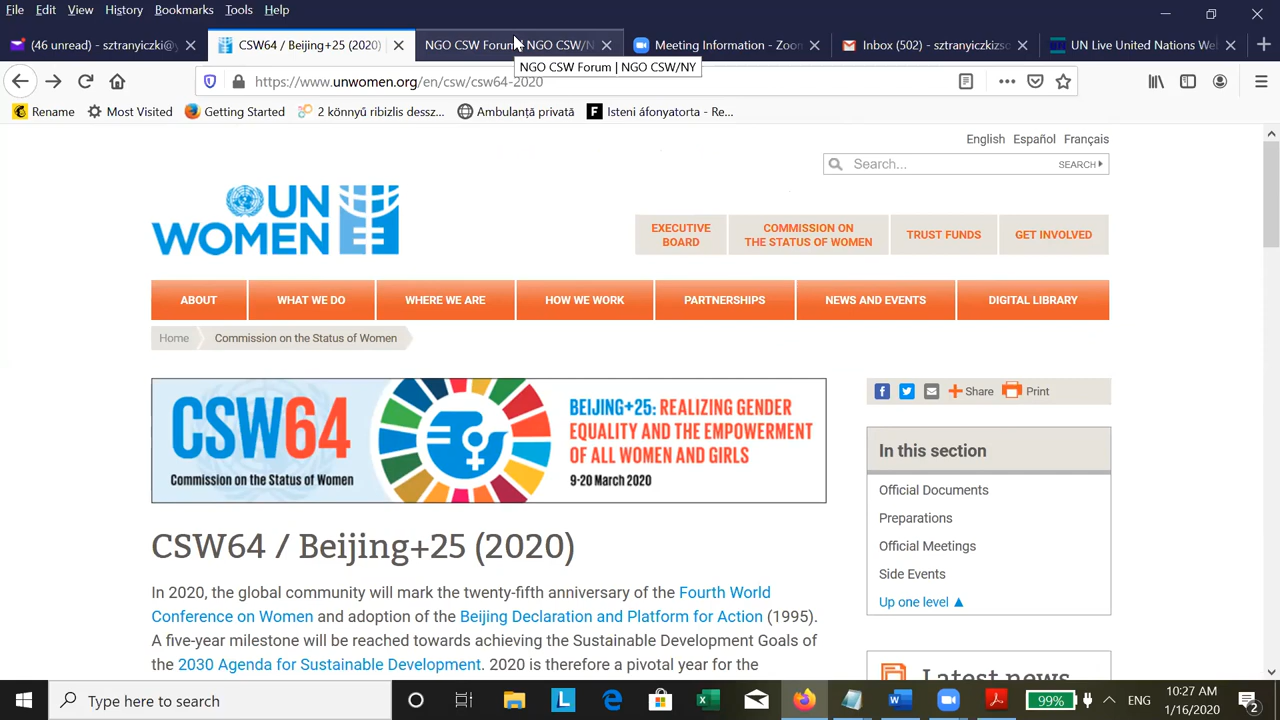 File Edit View History Bookmarks Tools Help
(46 unread) - sztranyiczki@
CSW64 / Beijing+25 (2020)
NGO CSW Forum | NGO CSW/N
Meeting Information - Zoo
Inbox (502) - sztranyiczkizso
UN Live United Nations We
NGO CSW Forum | NGO CSW/NY
https://www.unwomen.org/en/csw/csw64-2020
Rename Most Visited Getting Started 2 könnyű ribizlis dessz... Ambulanță privată Isteni áfonyatorta - Re...
English Español Français
Search... SEARCH
UN
WOMEN
EXECUTIVE
BOARD
COMMISSION ON
THE STATUS OF WOMEN
TRUST FUNDS
GET INVOLVED
ABOUT WHAT WE DO WHERE WE ARE HOW WE WORK PARTNERSHIPS NEWS AND EVENTS DIGITAL LIBRARY
Home Commission on the Status of Women
CSW64
Commission on the Status of Women
BEIJING+25: REALIZING GENDER
EQUALITY AND THE EMPOWERMENT
OF ALL WOMEN AND GIRLS
9-20 March 2020
Share Print
In this section
Official Documents
Preparations
Official Meetings
Side Events
Up one level
CSW64 / Beijing+25 (2020)
In 2020, the global community will mark the twenty-fifth anniversary of the Fourth World
Conference on Women and adoption of the Beijing Declaration and Platform for Action (1995).
A five-year milestone will be reached towards achieving the Sustainable Development Goals of
the 2030 Agenda for Sustainable Development. 2020 is therefore a pivotal year for the
Latest news
Type here to search
99%
ENG
10:27 AM
1/16/2020
2